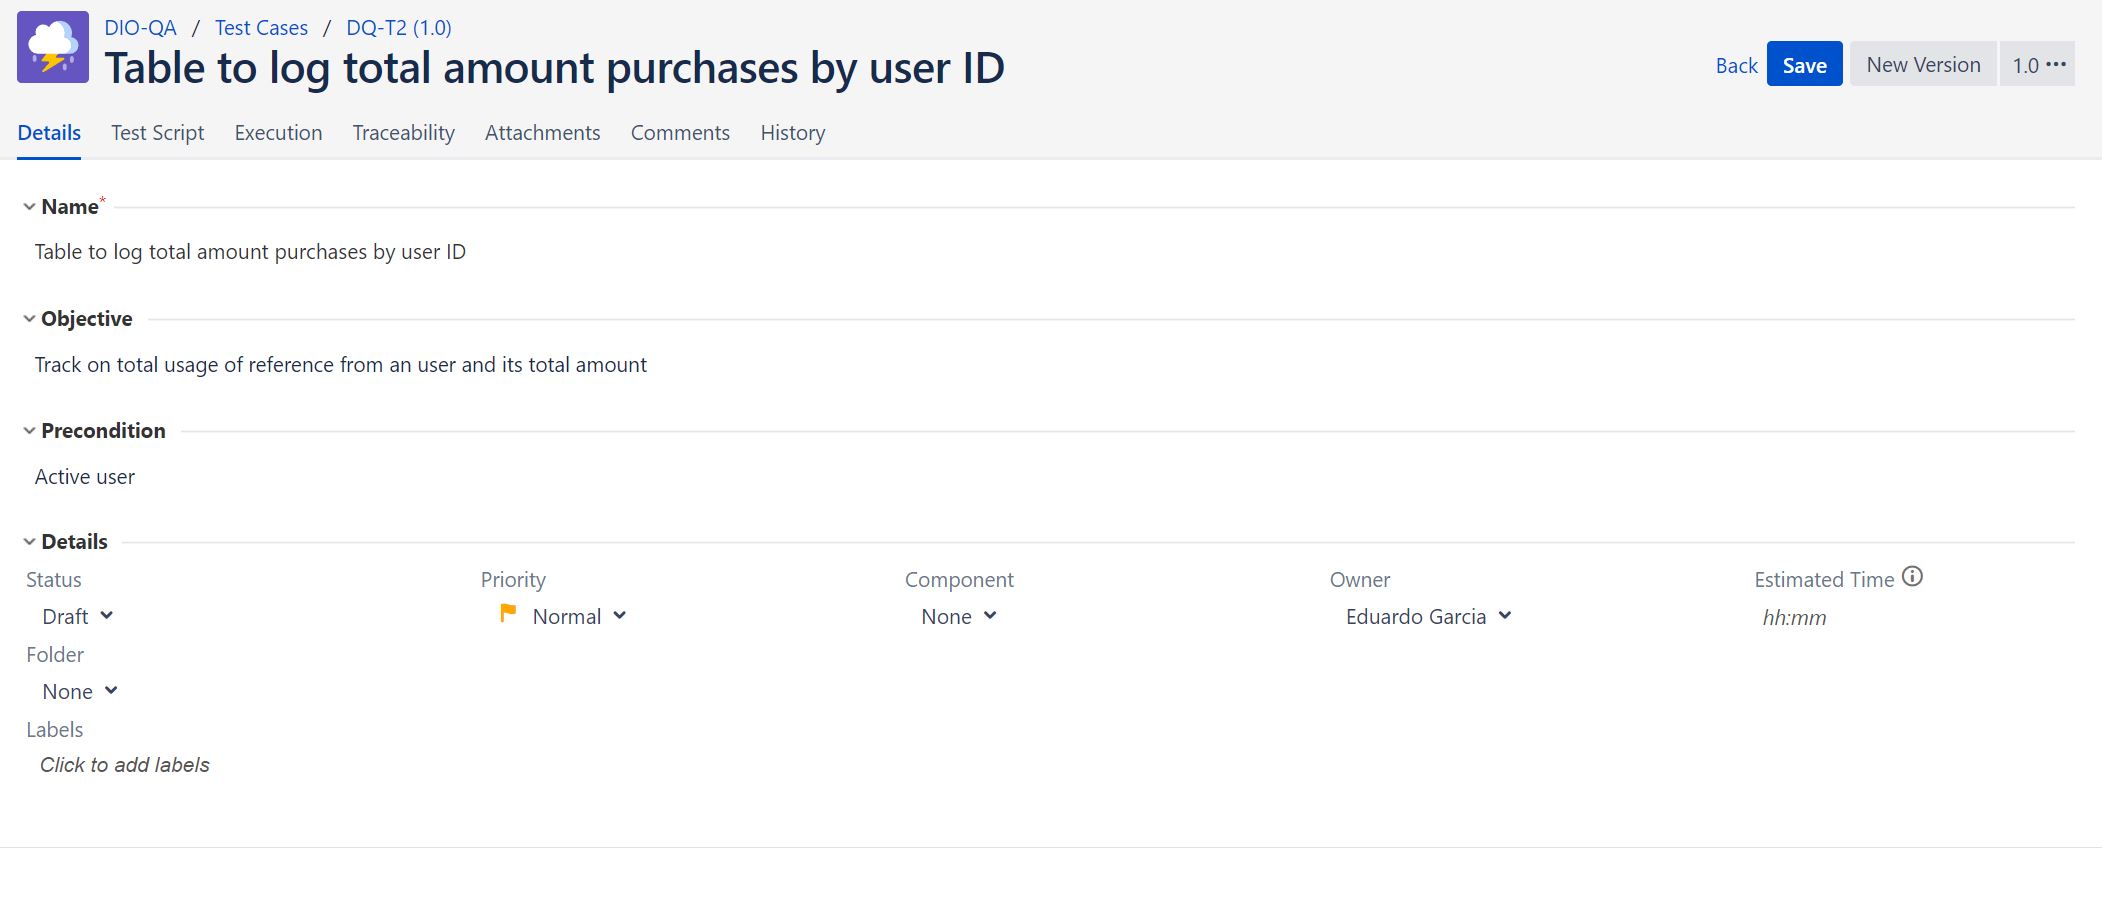 DIO-QA / Test Cases / DQ-T2 (1.0)
Table to log total amount purchases by user ID
Back Save New Version 1.0 •••
Details Test Script Execution Traceability Attachments Comments History
Name*
Table to log total amount purchases by user ID
Objective
Track on total usage of reference from an user and its total amount
Precondition
Active user
Details
Status Priority Component Owner Estimated Time
Draft Normal None Eduardo Garcia hh:mm
Folder
None
Labels
Click to add labels